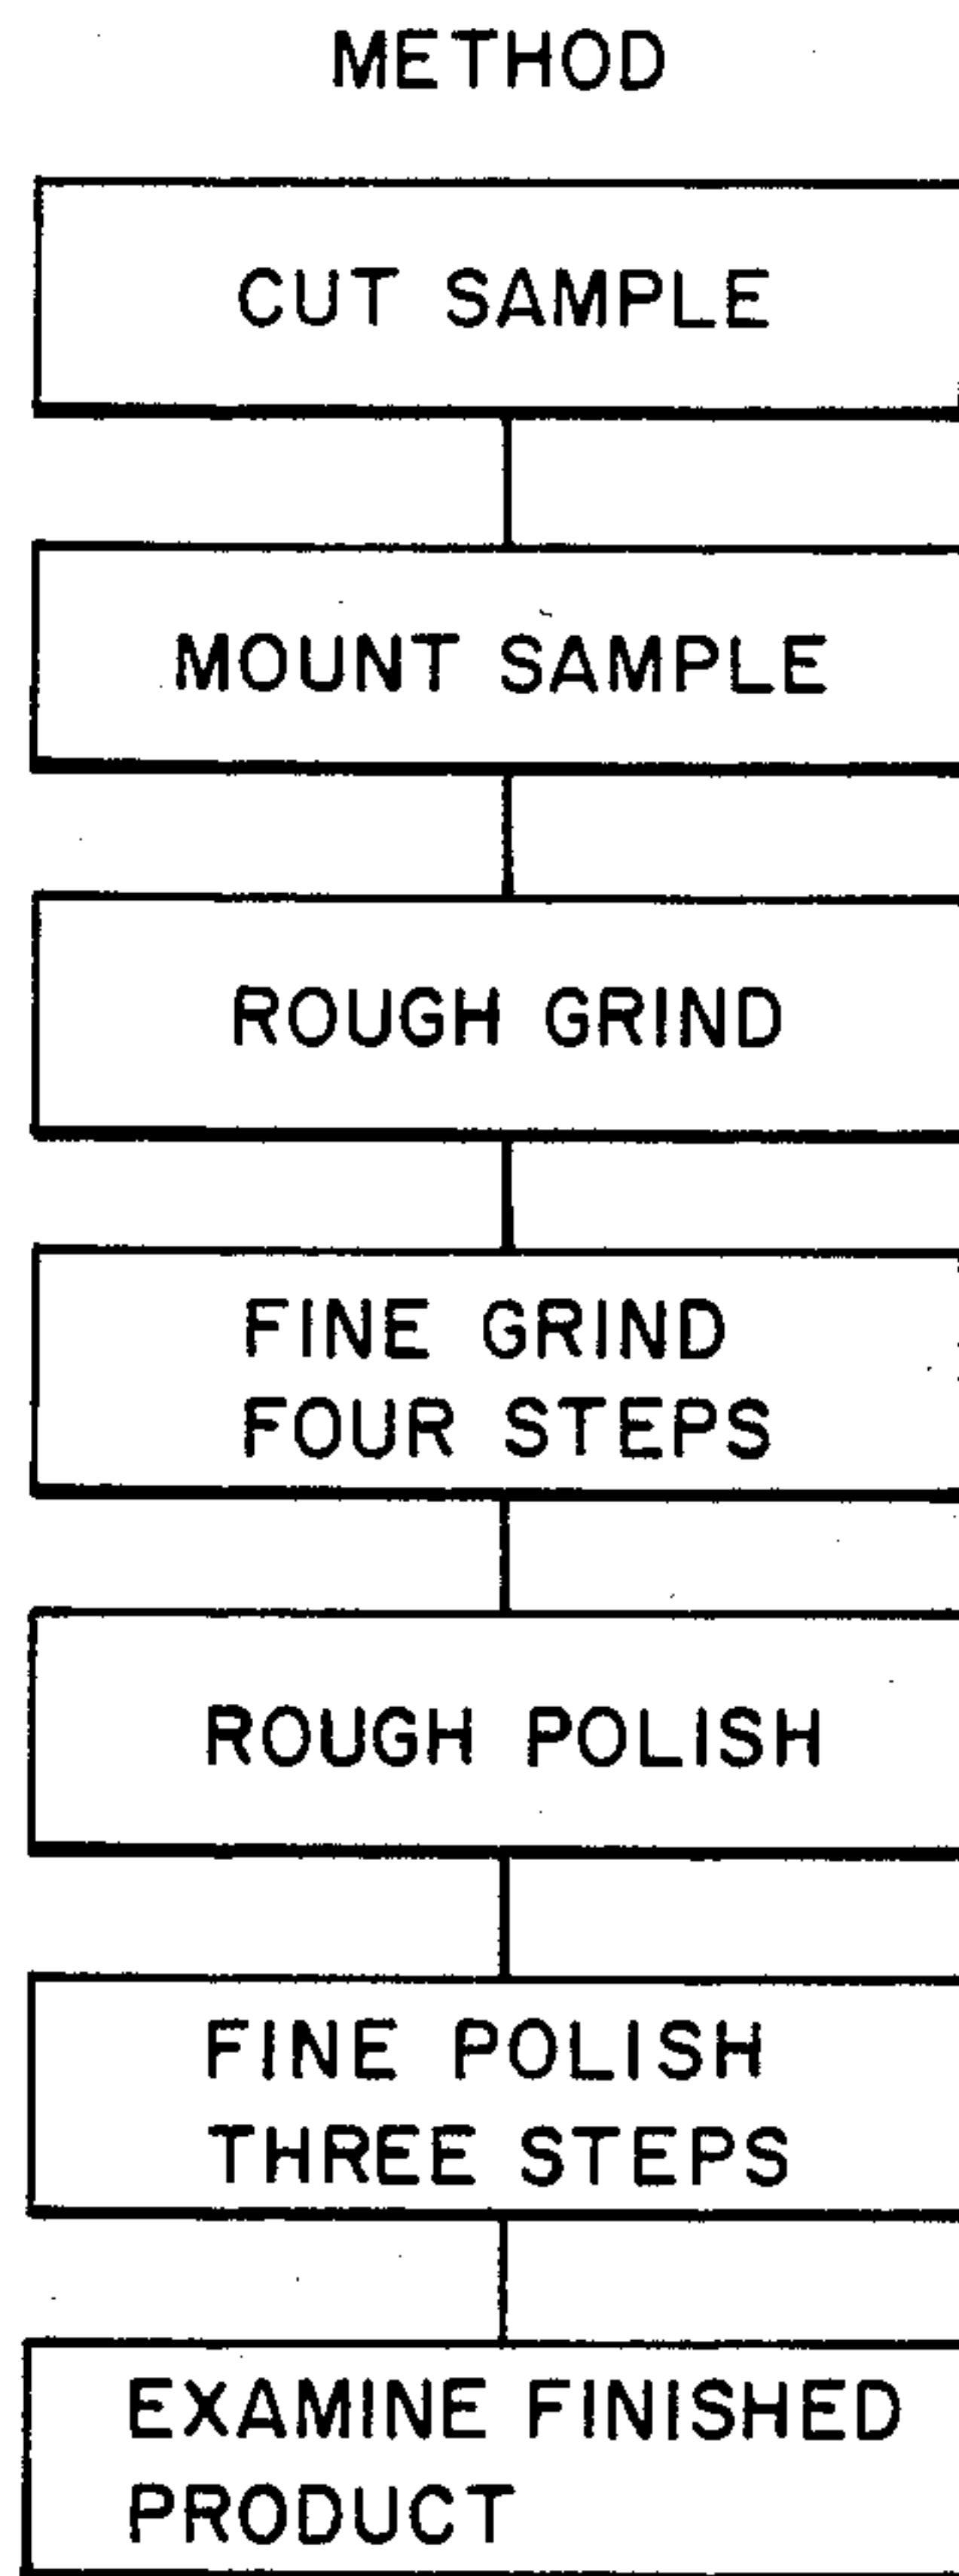 METHOD
CUT SAMPLE
MOUNT SAMPLE
ROUGH GRIND
FINE GRIND
FOUR STEPS
ROUGH POLISH
FINE POLISH
THREE STEPS
EXAMINE FINISHED
PRODUCT